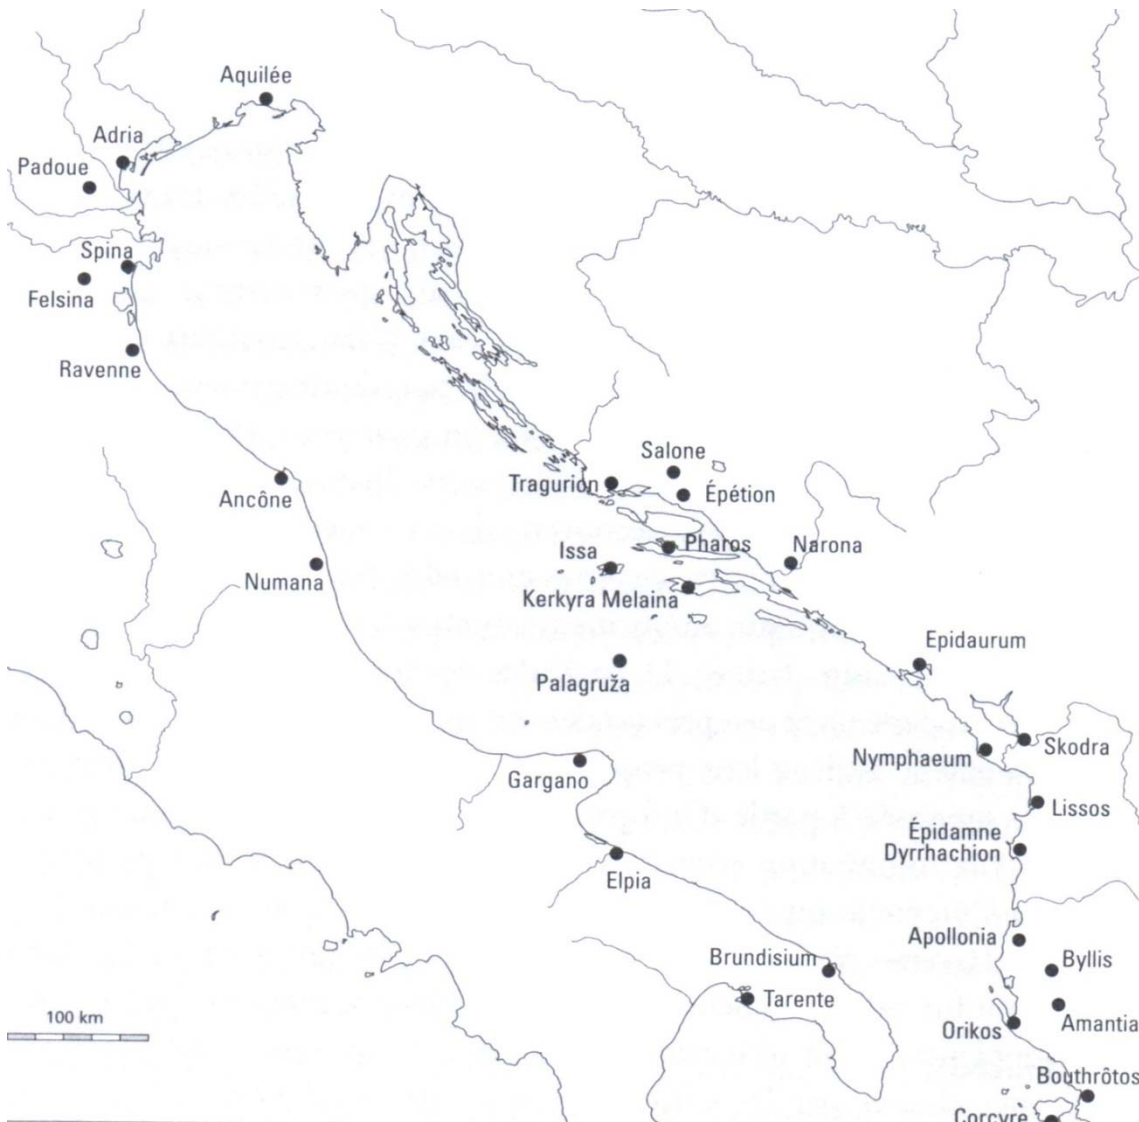 Aquilée
Adria
Padoue
Spina
Felsina
Ravenne
Ancône
Numana
Salone
Tragurion
Épétion
Issa
Pharos
Narona
Kerkyra Melaina
Epidaurum
Palagruža
Nymphaeum
Skodra
Gargano
Lissos
Épidamne
Dyrrhachion
Elpia
Apollonia
Brundisium
Byllis
Tarente
100 km
Orikos
Amantia
Bouthrôtos
Corcyre